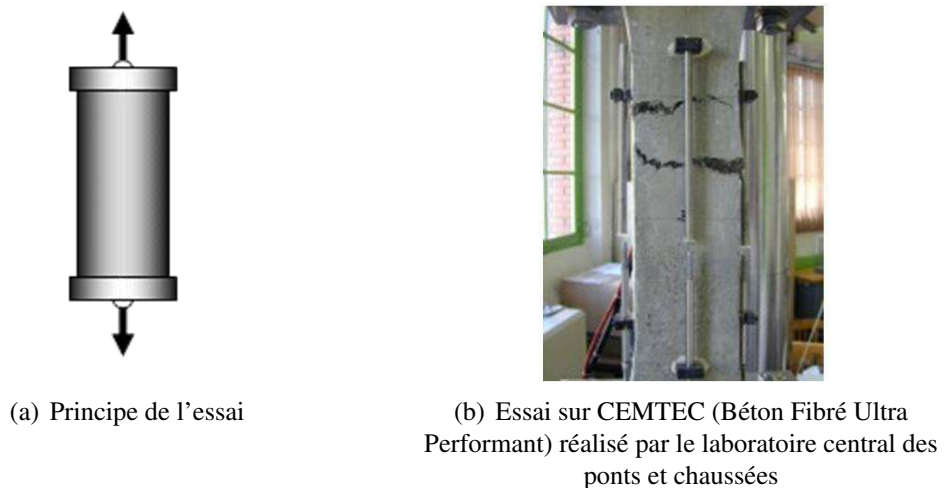 (a) Principe de l'essai
(b) Essai sur CEMTEC (Béton Fibré Ultra
Performant) réalisé par le laboratoire central des
ponts et chaussées